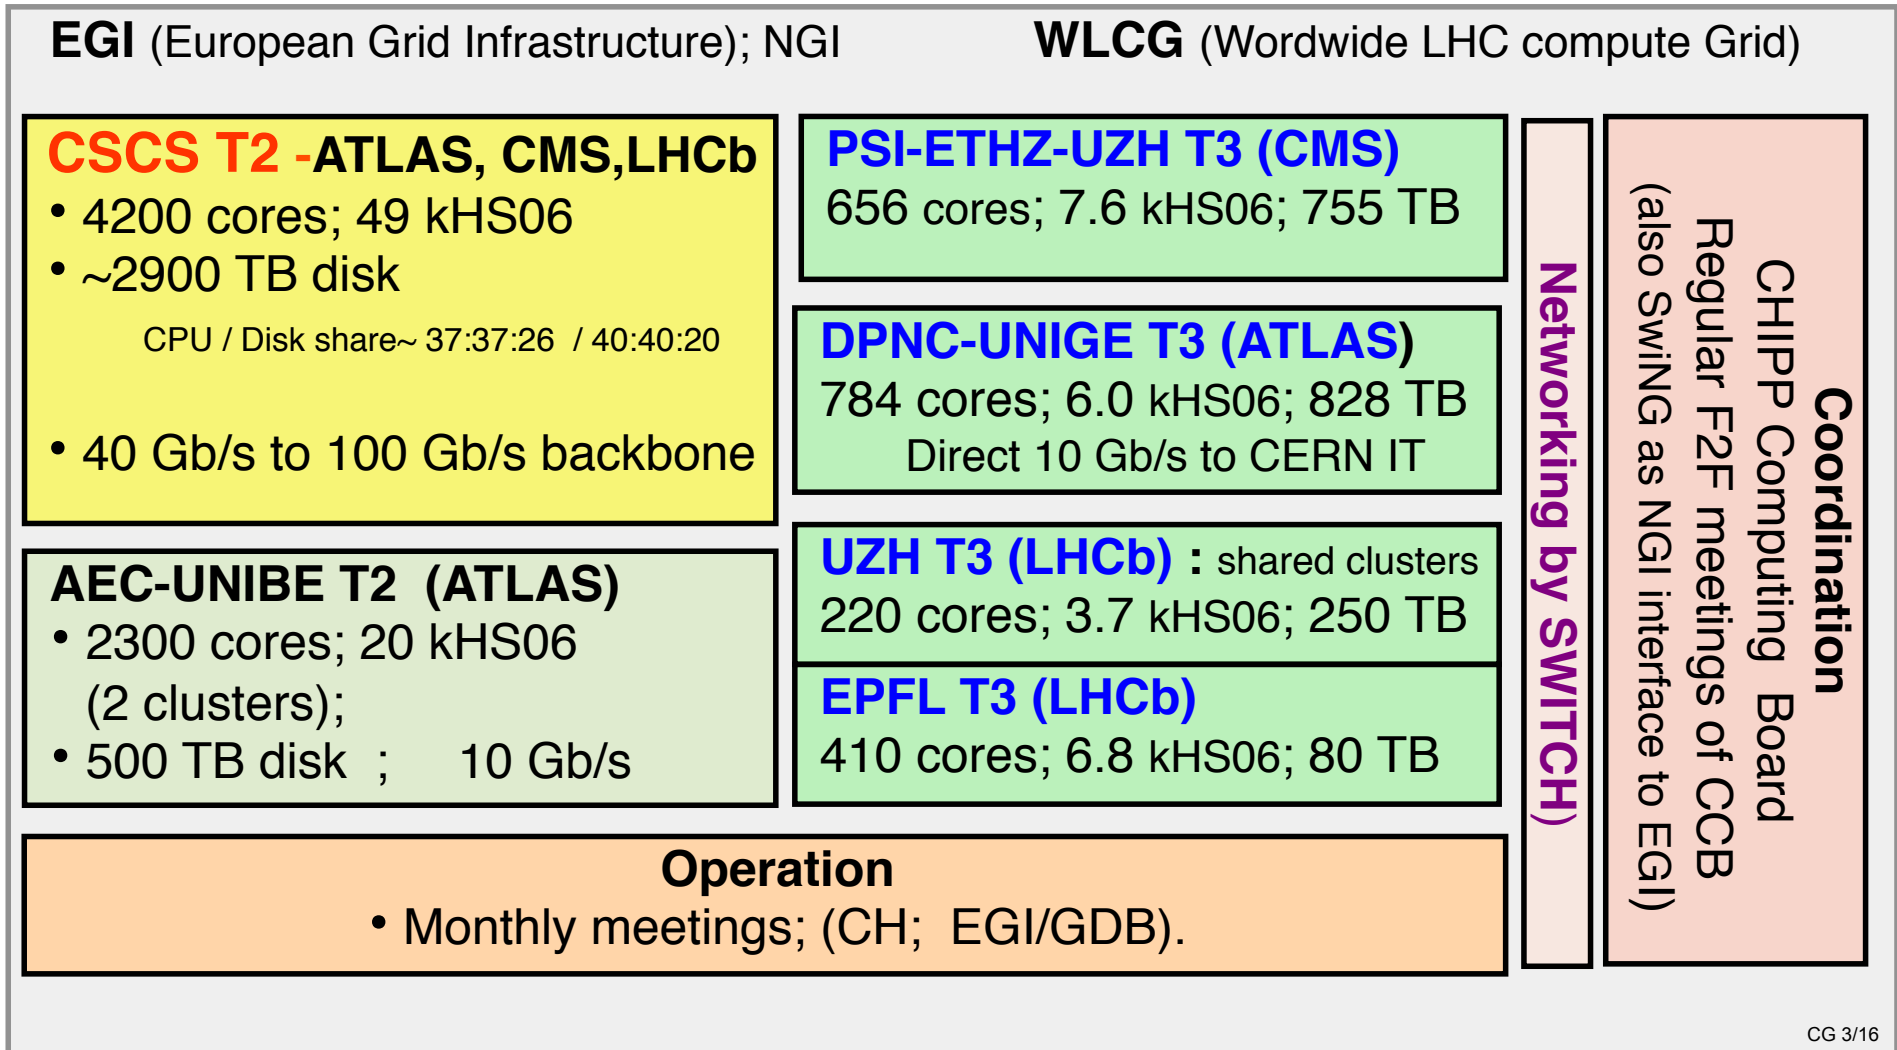 EGI (European Grid Infrastructure); NGI
WLCG (Wordwide LHC compute Grid)
CSCS T2 -ATLAS, CMS,LHCb
• 4200 cores; 49 kHS06
• ~2900 TB disk
CPU / Disk share~ 37:37:26 / 40:40:20
• 40 Gb/s to 100 Gb/s backbone
AEC-UNIBE T2 (ATLAS)
• 2300 cores; 20 kHS06
(2 clusters);
• 500 TB disk ; 10 Gb/s
PSI-ETHZ-UZH T3 (CMS)
656 cores; 7.6 kHS06; 755 TB
DPNC-UNIGE T3 (ATLAS)
784 cores; 6.0 kHS06; 828 TB
Direct 10 Gb/s to CERN IT
UZH T3 (LHCb) : shared clusters
220 cores; 3.7 kHS06; 250 TB
EPFL T3 (LHCb)
410 cores; 6.8 kHS06; 80 TB
Networking by SWITCH)
Coordination
CHIPP Computing Board
Regular F2F meetings of CCB
(also SwiNG as NGI interface to EGI)
Operation
• Monthly meetings; (CH; EGI/GDB).
CG 3/16